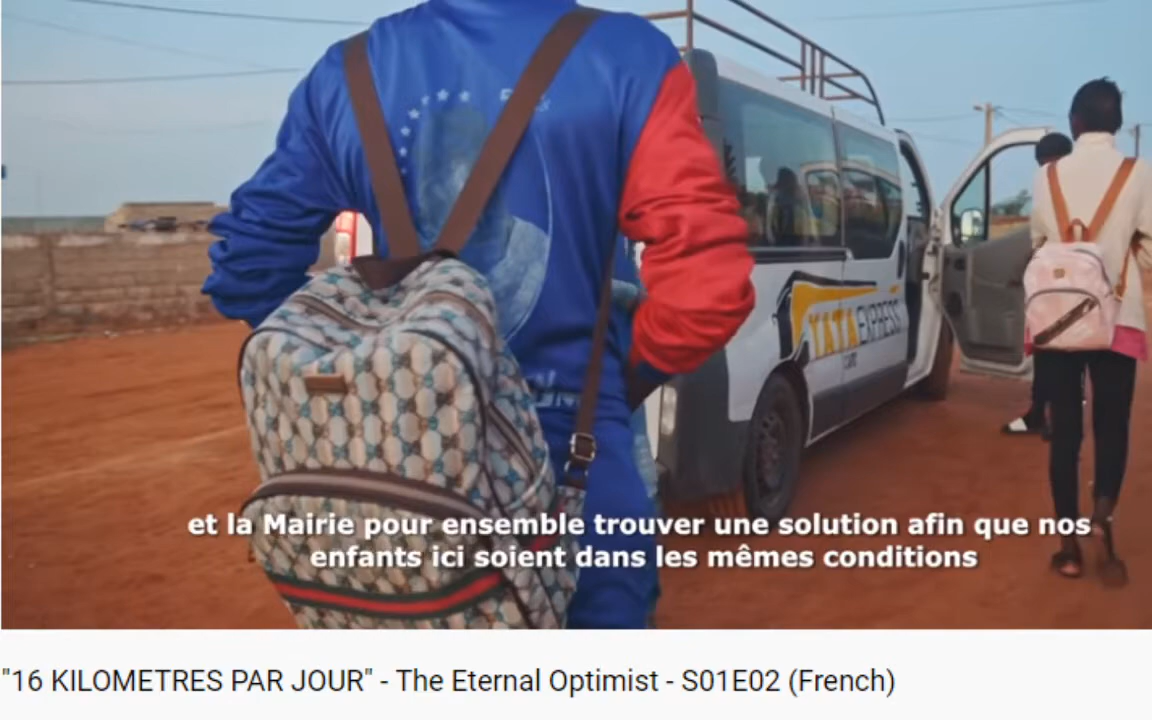 YATA EXPRESS
et la Mairie pour ensemble trouver une solution afin que nos
enfants ici soient dans les mêmes conditions
"16 KILOMETRES PAR JOUR" - The Eternal Optimist - S01E02 (French)